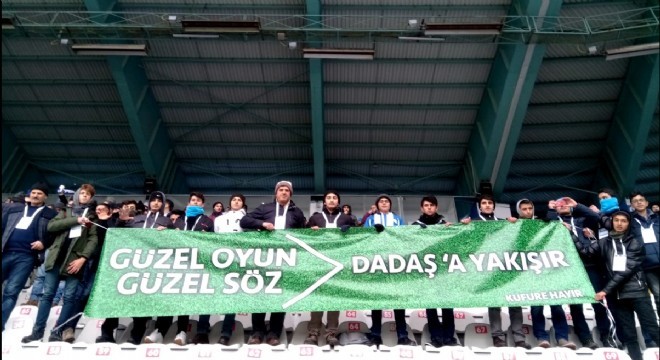 GÜZEL OYUN
GÜZEL SÖZ
> DADAŞ 'A YAKIŞIR
KÜFÜRE HAYIR